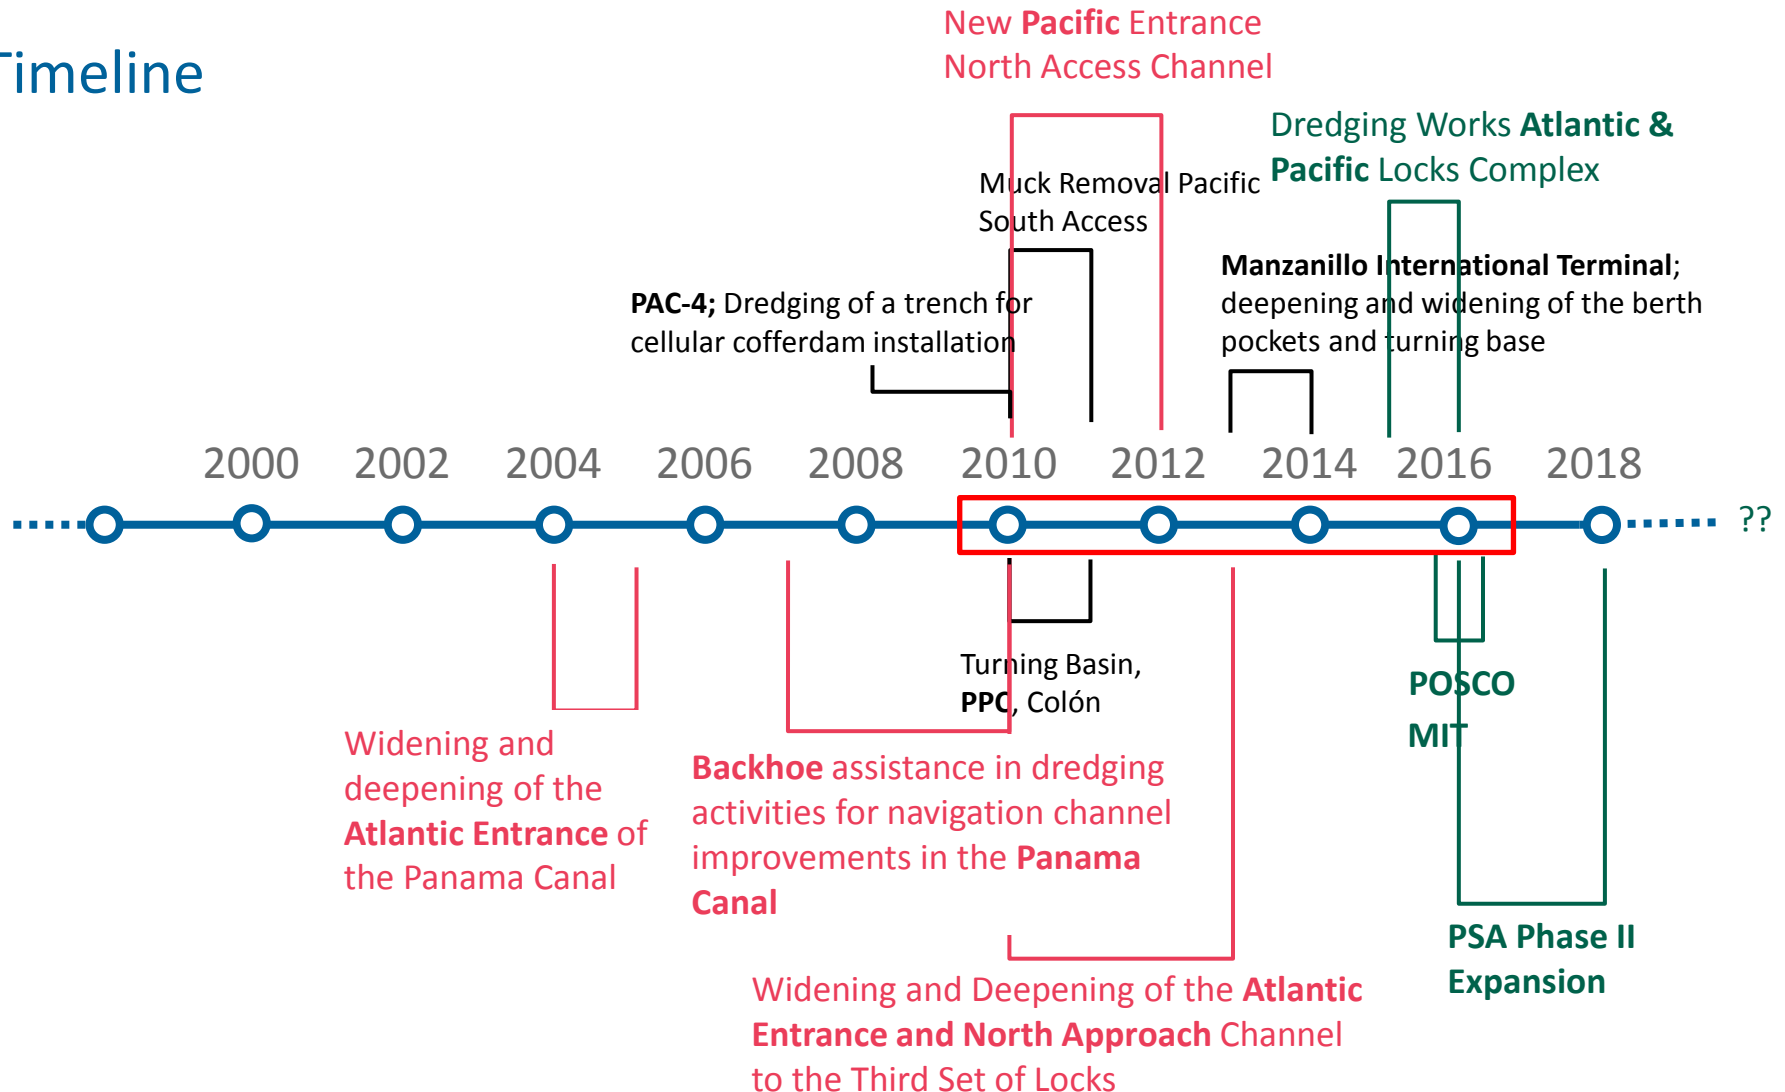 Timeline
New Pacific Entrance
North Access Channel
Dredging Works Atlantic &
Pacific Locks Complex
Muck Removal Pacific
South Access
Manzanillo International Terminal;
deepening and widening of the berth
pockets and turning base
PAC-4; Dredging of a trench for
cellular cofferdam installation
2000 2002 2004 2006 2008 2010 2012 2014 2016 2018
??
Turning Basin,
PPC, Colón
POSCO
MIT
Widening and
deepening of the
Atlantic Entrance of
the Panama Canal
Backhoe assistance in dredging
activities for navigation channel
improvements in the Panama
Canal
PSA Phase II
Expansion
Widening and Deepening of the Atlantic
Entrance and North Approach Channel
to the Third Set of Locks